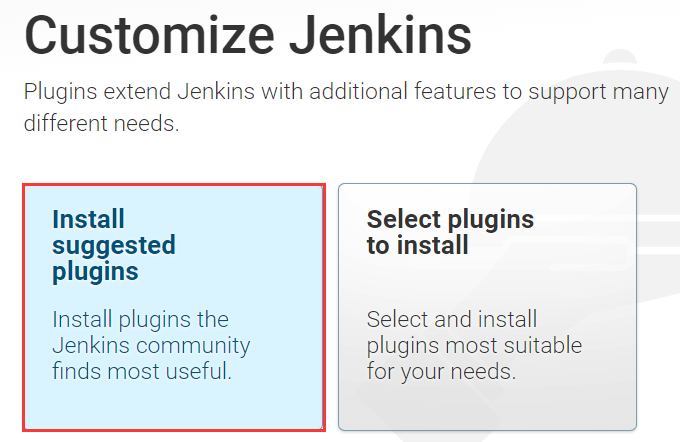 Customize Jenkins
Plugins extend Jenkins with additional features to support many
different needs.
Install
suggested
plugins
Install plugins the
Jenkins community
finds most useful.
Select plugins
to install
Select and install
plugins most suitable
for your needs.